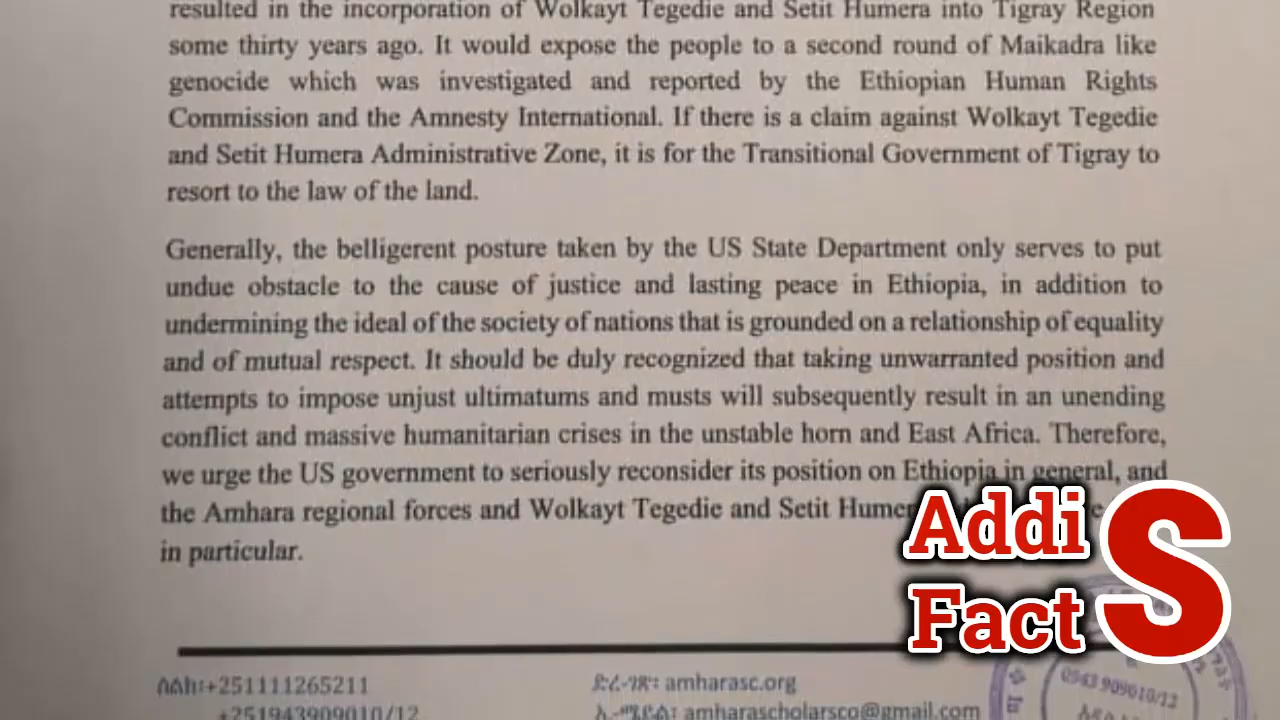 resulted in the incorporation of Wolkayt Tegedie and Setit Humera into Tigray Region
some thirty years ago. It would expose the people to a second round of Maikadra like
genocide which was investigated and reported by the Ethiopian Human Rights
Commission and the Amnesty International. If there is a claim against Wolkayt Tegedie
and Setit Humera Administrative Zone, it is for the Transitional Government of Tigray to
resort to the law of the land.
Generally, the belligerent posture taken by the US State Department only serves to put
undue obstacle to the cause of justice and lasting peace in Ethiopia, in addition to
undermining the ideal of the society of nations that is grounded on a relationship of equality
and of mutual respect. It should be duly recognized that taking unwarranted position and
attempts to impose unjust ultimatums and musts will subsequently result in an unending
conflict and massive humanitarian crises in the unstable horn and East Africa. Therefore,
we urge the US government to seriously reconsider its position on Ethiopia in general, and
the Amhara regional forces and Wolkayt Tegedie and Setit
in particular.
Addi S
Fact
ስልክ፡+251111265211
+251943909010/12
ድረ-ገጽ፡ amharasc.org
ኢ-ሜይል፡ amharascholarsco@gmail.com
0943 909010/12